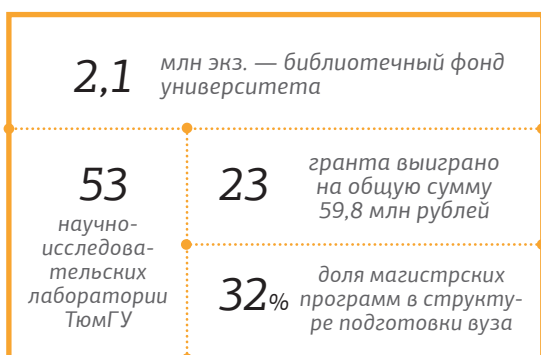 2,1 млн экз. — библиотечный фонд
университета
53
научно-
исследова-
тельских
лаборатории
ТюмГУ
23 гранта выиграно
на общую сумму
59,8 млн рублей
32% доля магистрских
программ в структу-
ре подготовки вуза